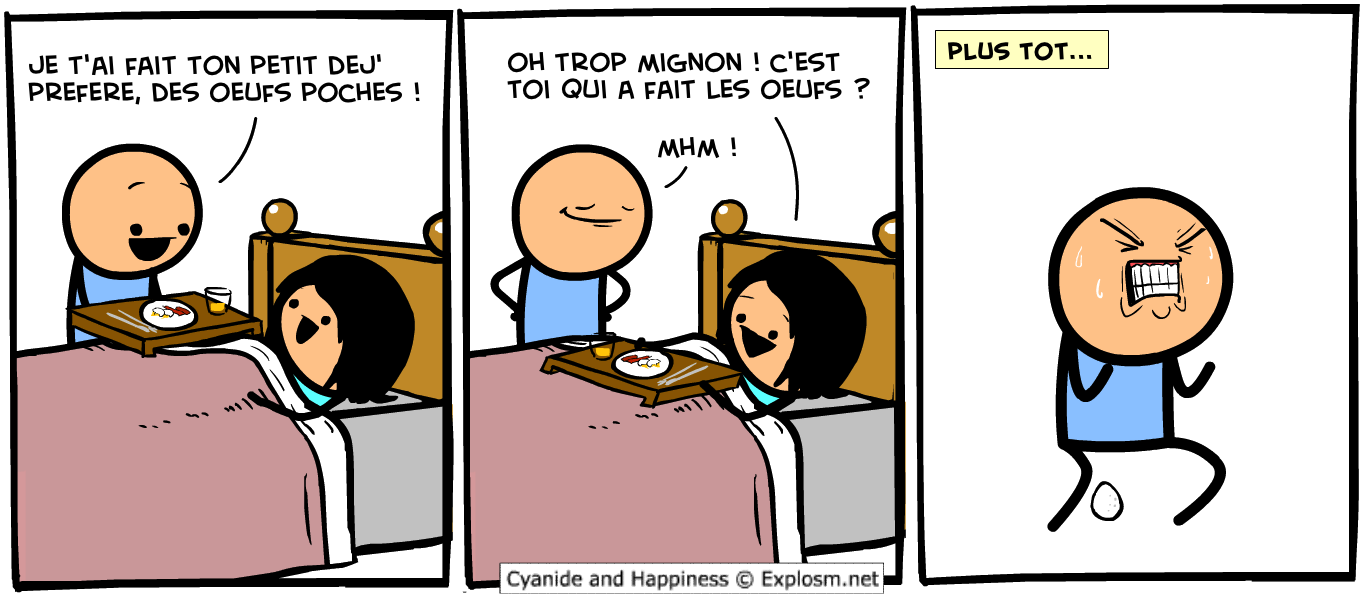 JE T'AI FAIT TON PETIT DEJ'
PREFERE, DES OEUFS POCHES !
OH TROP MIGNON ! C'EST
TOI QUI A FAIT LES OEUFS ?
MHM !
PLUS TOT...
Cyanide and Happiness © Explosm.net